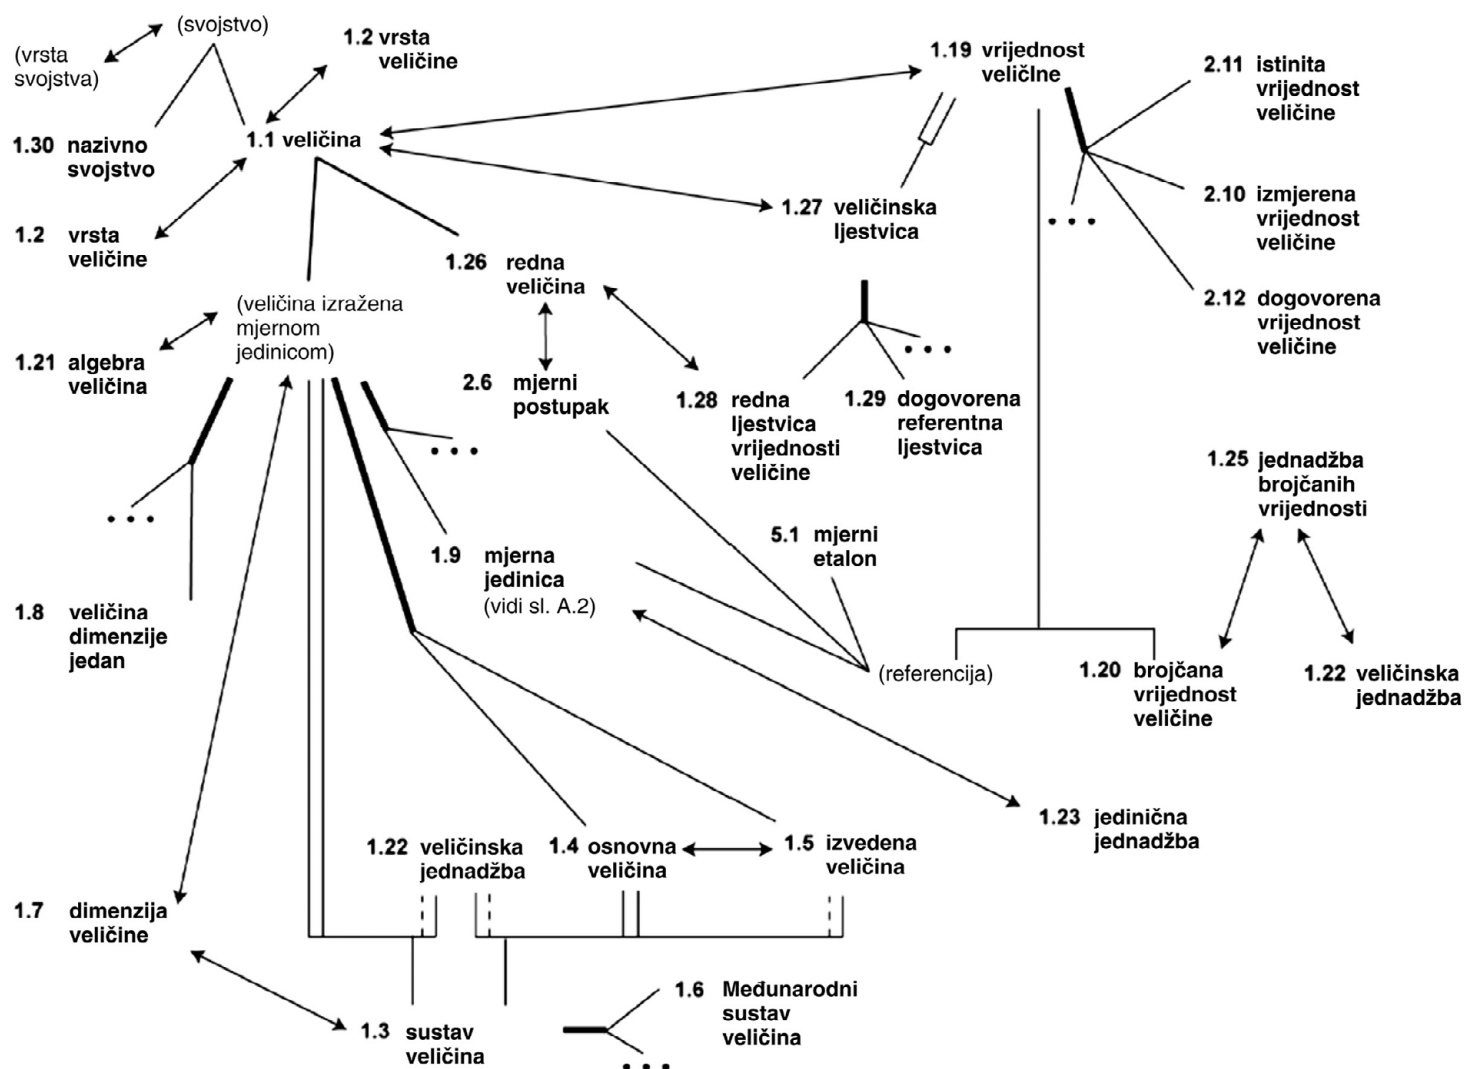 (svojstvo)
(vrsta
svojstva)
1.2 vrsta
veličine
1.19 vrijednost
veličIne
2.11 istinita
vrijednost
veličine
1.30 nazivno
svojstvo
1.1 veličina
1.27 veličinska
ljestvica
2.10 izmjerena
vrijednost
veličine
1.2 vrsta
veličine
1.26 redna
veličina
2.12 dogovorena
vrijednost
veličine
(veličina izražena
mjernom
jedinicom)
1.21 algebra
veličina
2.6 mjerni
postupak
1.28 redna
ljestvica
vrijednosti
veličine
1.29 dogovorena
referentna
ljestvica
1.25 jednadžba
brojčanih
vrijednosti
1.9 mjerna
jedinica
(vidi sl. A.2)
5.1 mjerni
etalon
1.8 veličina
dimenzije
jedan
(referencija)
1.20 brojčana
vrijednost
veličine
1.22 veličinska
jednadžba
1.23 jedinična
jednadžba
1.22 veličinska
jednadžba
1.4 osnovna
veličina
1.5 izvedena
veličina
1.7 dimenzija
veličine
1.6 Međunarodni
sustav
veličina
1.3 sustav
veličina